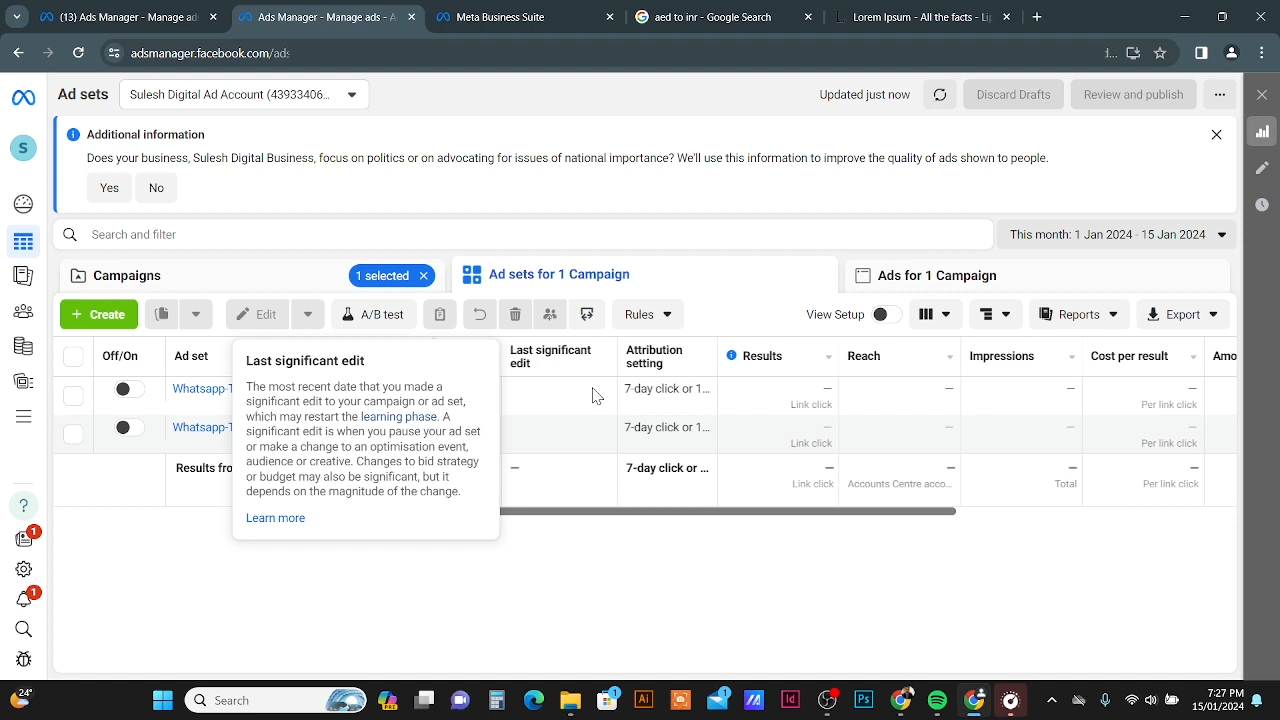 (13) Ads Manager - Manage ads
Ads Manager - Manage ads - A
Meta Business Suite
aed to inr - Google Search
Lorem Ipsum - All the facts - Li
adsmanager.facebook.com/ads
Ad sets
Sulesh Digital Ad Account (43933406...
Updated just now
Discard Drafts
Review and publish
Additional information
Does your business, Sulesh Digital Business, focus on politics or on advocating for issues of national importance? We'll use this information to improve the quality of ads shown to people.
Yes
No
S
Search and filter
This month: 1 Jan 2024 - 15 Jan 2024
Campaigns
1 selected
Ad sets for 1 Campaign
Ads for 1 Campaign
+ Create
Edit
A/B test
Rules
View Setup
Reports
Export
Off/On
Ad set
Last significant edit
Attribution setting
Results
Reach
Impressions
Cost per result
Amo
Whatsapp-T
7-day click or 1...
—
Link click
—
—
—
Per link click
Whatsapp-T
7-day click or 1...
—
Link click
—
—
—
Per link click
Results fro
—
7-day click or ...
—
Link click
—
Accounts Centre acco...
—
Total
—
Per link click
Last significant edit
The most recent date that you made a
significant edit to your campaign or ad set,
which may restart the learning phase. A
significant edit is when you pause your ad set
or make a change to an optimisation event,
audience or creative. Changes to bid strategy
or budget may also be significant, but it
depends on the magnitude of the change.
Learn more
?
1
1
24°
Search
PRE
1
Ai
1
Id
Ps
7:27 PM
15/01/2024